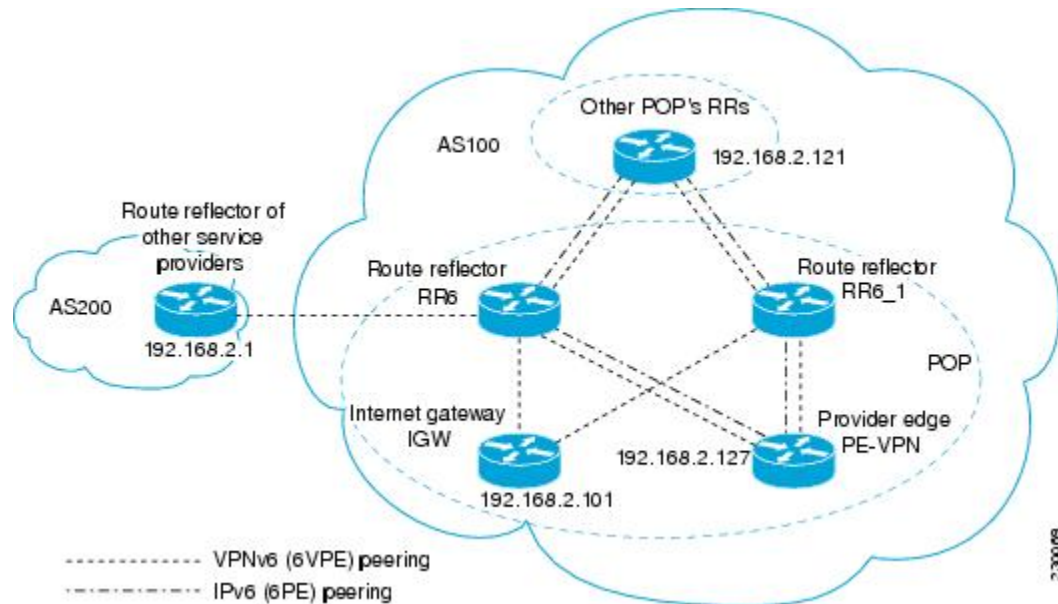 Other POP's RRs
AS100
192.168.2.121
Route reflector of
other service
providers
Route reflector
RR6
Route reflector
RR6_1
AS200
192.168.2.1
POP
Internet gateway
IGW
Provider edge
PE-VPN
192.168.2.127
192.168.2.101
VPNv6 (6VPE) peering
IPv6 (6PE) peering